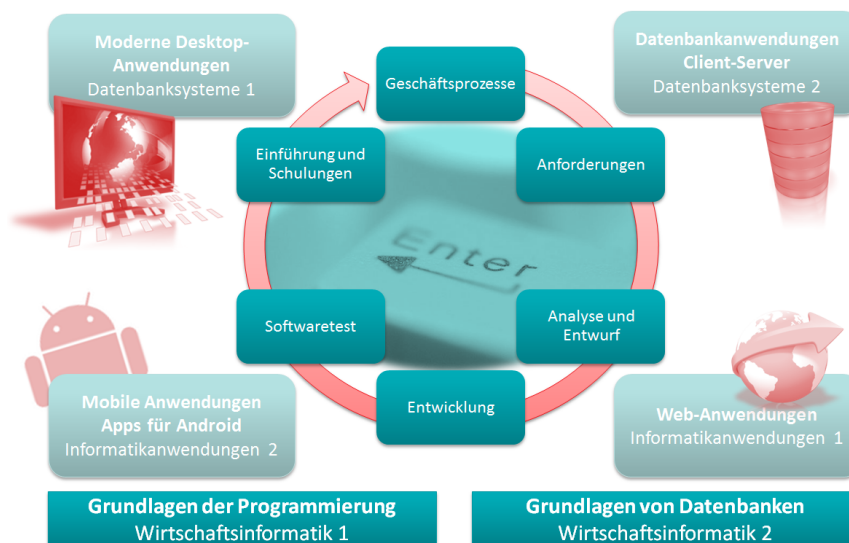 Moderne Desktop-
Anwendungen
Datenbanksysteme 1
Datenbankanwendungen
Client-Server
Datenbanksysteme 2
Geschäftsprozesse
Einführung und
Schulungen
Anforderungen
Enter
Softwaretest
Analyse und
Entwurf
Entwicklung
Mobile Anwendungen
Apps für Android
Informatikanwendungen 2
Web-Anwendungen
Informatikanwendungen 1
Grundlagen der Programmierung
Wirtschaftsinformatik 1
Grundlagen von Datenbanken
Wirtschaftsinformatik 2